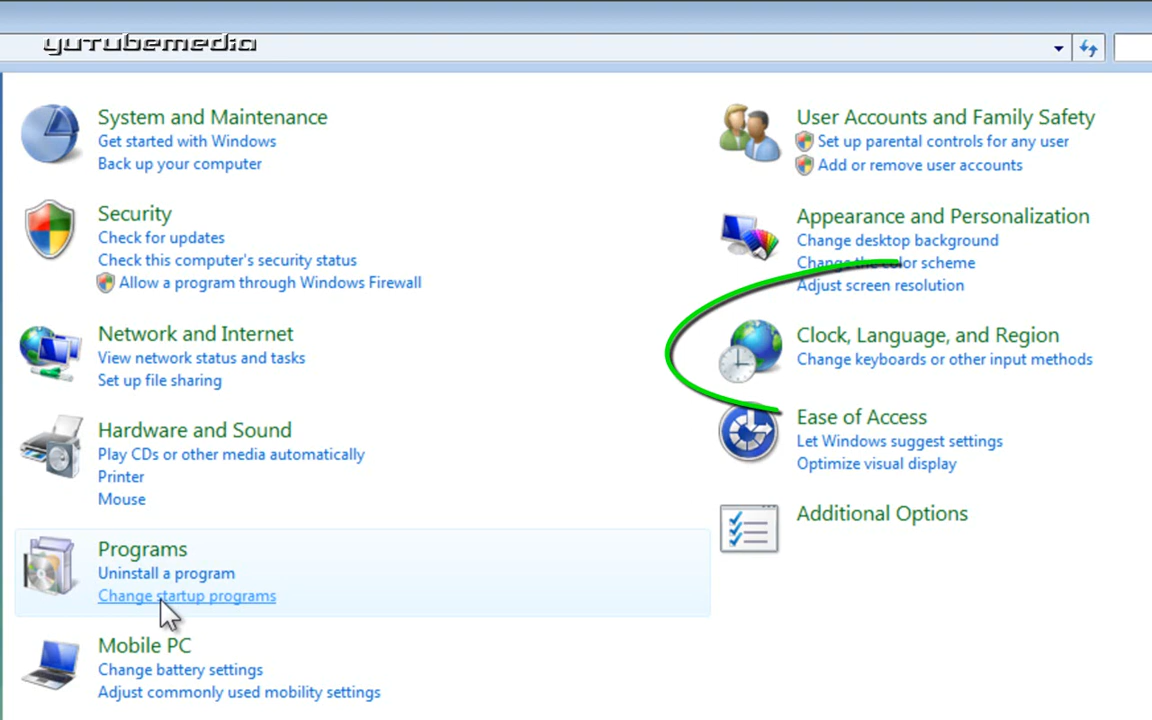 YUTUBEMEDIA
System and Maintenance
Get started with Windows
Back up your computer
Security
Check for updates
Check this computer's security status
Allow a program through Windows Firewall
Network and Internet
View network status and tasks
Set up file sharing
Hardware and Sound
Play CDs or other media automatically
Printer
Mouse
Programs
Uninstall a program
Change startup programs
Mobile PC
Change battery settings
Adjust commonly used mobility settings
User Accounts and Family Safety
Set up parental controls for any user
Add or remove user accounts
Appearance and Personalization
Change desktop background
Change the color scheme
Adjust screen resolution
Clock, Language, and Region
Change keyboards or other input methods
Ease of Access
Let Windows suggest settings
Optimize visual display
Additional Options